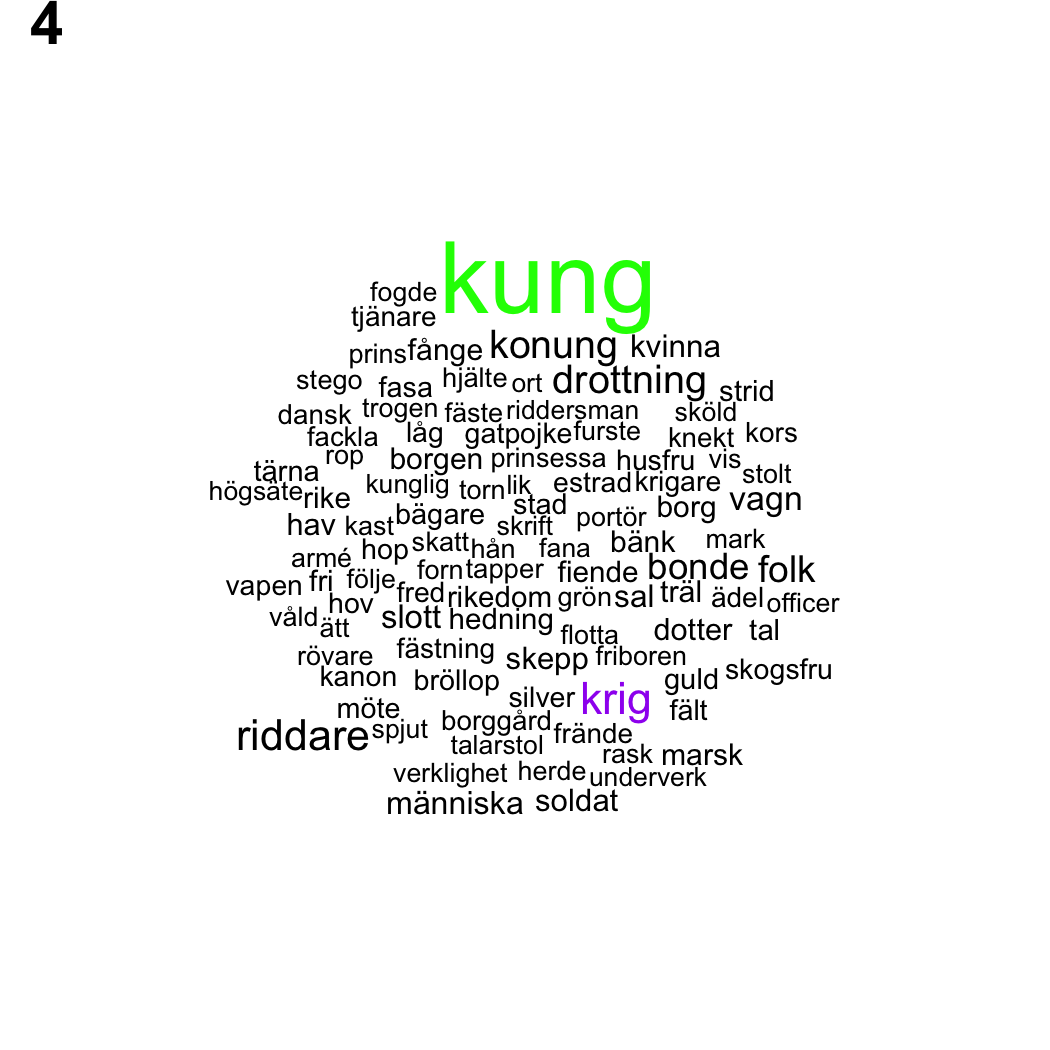 4
kung
fogde
tjänare
prins fånge konung kvinna
stego fasa hjälte ort drottning strid
dansk trogen fäste riddersman sköld
fackla låg gatpojke furste knekt kors
rop borgen prinsessa husfru vis
tärna kunglig torn lik estrad krigare stolt
högsäte rike bägare stad portör borg vagn
hav kast skrift
armé hop skatt hån fana bänk mark
vapen fri följe forn tapper fiende bonde folk
hov fred rikedom grön sal träl ädel officer
våld ätt slott hedning flotta dotter tal
rövare fästning skepp friboren
kanon bröllop guld skogsfru
möte silver krig fält
riddare spjut borggård frände
talarstol rask marsk
verklighet herde underverk
människa soldat